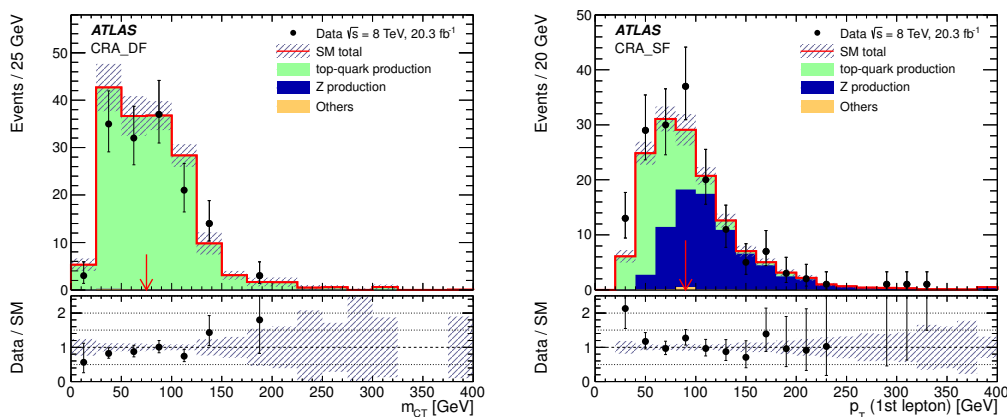 ATLAS
CRA_DF
Data √s = 8 TeV, 20.3 fb⁻¹
SM total
top-quark production
Z production
Others
Events / 25 GeV
60
50
40
30
20
10
0
Data / SM
2
1
0
0 50 100 150 200 250 300 350 400
m_CT [GeV]
ATLAS
CRA_SF
Data √s = 8 TeV, 20.3 fb⁻¹
SM total
top-quark production
Z production
Others
Events / 20 GeV
50
40
30
20
10
0
Data / SM
2
1
0
0 50 100 150 200 250 300 350 400
p_T (1st lepton) [GeV]